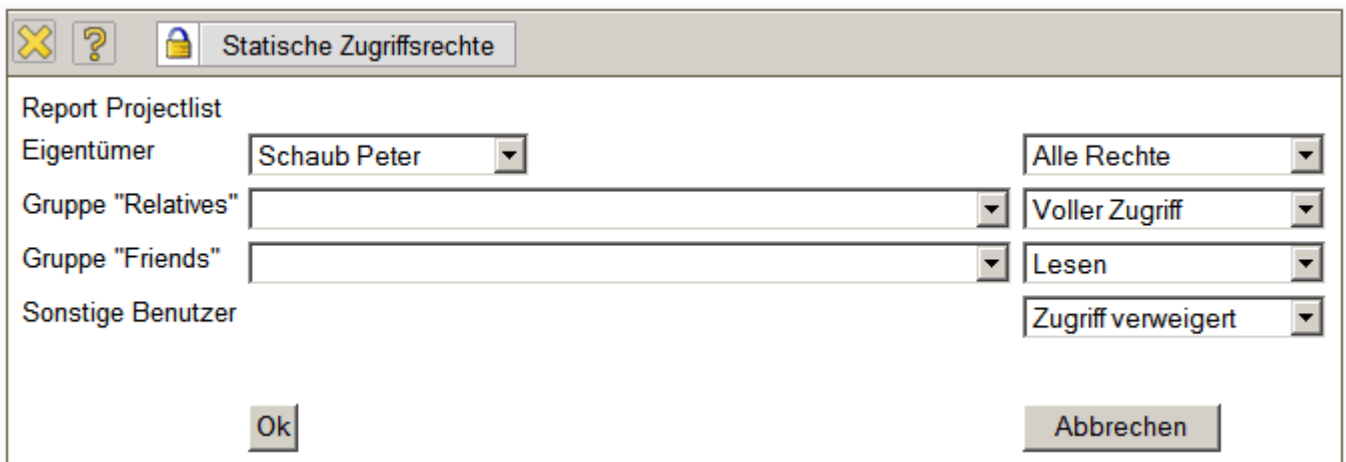 Statische Zugriffsrechte
Report Projectlist
Eigentümer Schaub Peter Alle Rechte
Gruppe "Relatives" Voller Zugriff
Gruppe "Friends" Lesen
Sonstige Benutzer Zugriff verweigert
Ok Abbrechen